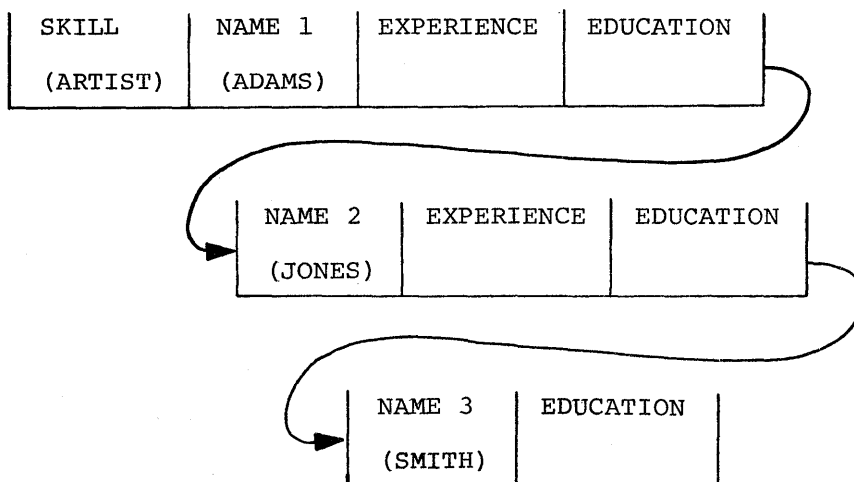 SKILL NAME 1 EXPERIENCE EDUCATION
(ARTIST) (ADAMS)
NAME 2 EXPERIENCE EDUCATION
(JONES)
NAME 3 EDUCATION
(SMITH)